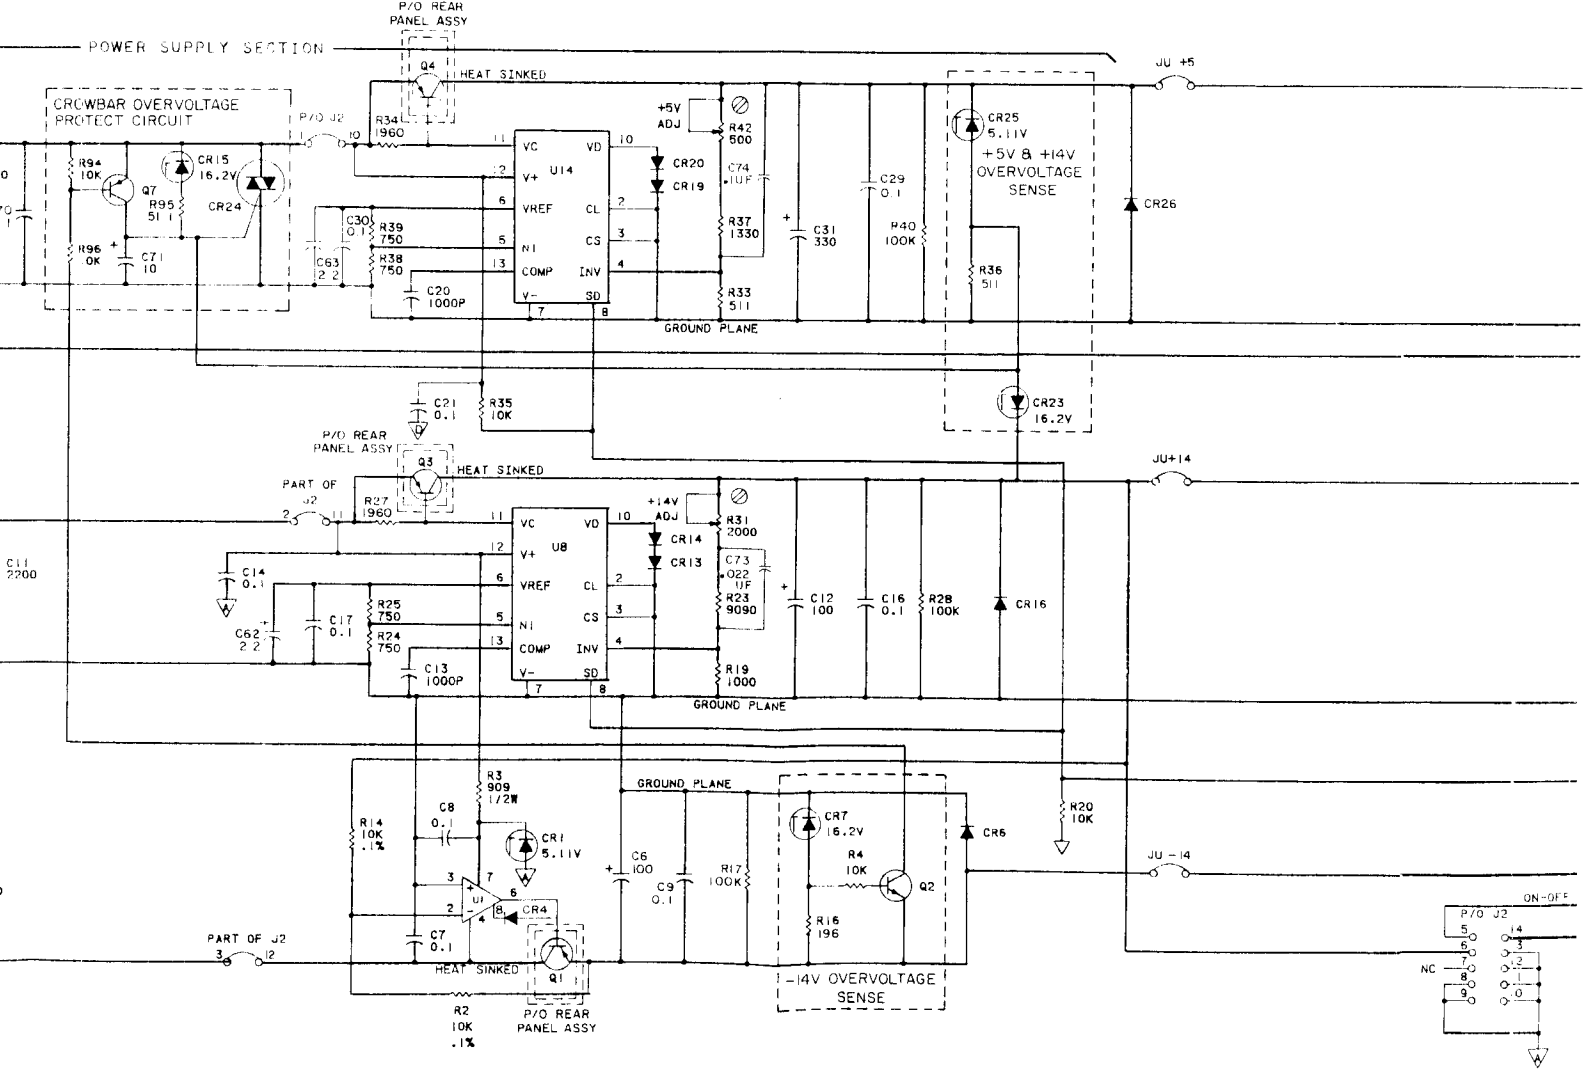 P/O REAR
PANEL ASSY
POWER SUPPLY SECTION
JU +5
Q4
HEAT SINKED
CROWBAR OVERVOLTAGE
PROTECT CIRCUIT
P/O J2
1
10
R34
1960
11
VC
VD
10
U14
12
V+
6
VREF
CL
2
5
NI
CS
3
13
COMP
INV
4
V-
SD
7
8
CR20
CR19
+5V
ADJ
R42
500
C74
.1UF
R37
1330
R33
511
C31
330
C29
0.1
R40
100K
CR25
5.11V
+5V & +14V
OVERVOLTAGE
SENSE
R36
511
CR26
R94
10K
Q7
CR15
16.2V
R95
511
CR24
R96
C71
10
C30
0.1
C63
2.2
R39
750
R38
750
C20
1000P
GROUND PLANE
CR23
16.2V
C21
0.1
D
R35
10K
P/O REAR
PANEL ASSY
Q3
HEAT SINKED
JU+14
PART OF
J2
2
11
R27
1960
11
VC
VD
10
U8
12
V+
6
VREF
CL
2
5
NI
CS
3
13
COMP
INV
4
V-
SD
7
8
CR14
CR13
+14V
ADJ
R31
2000
C73
.022
UF
R23
9090
R19
1000
C12
100
C16
0.1
R28
100K
CR16
C11
2200
C14
0.1
A
C62
2.2
C17
0.1
R25
750
R24
750
C13
1000P
GROUND PLANE
R3
909
1/2W
GROUND PLANE
C8
0.1
R14
10K
.1%
CR1
5.11V
A
C6
100
C9
0.1
R17
100K
CR7
16.2V
R4
10K
Q2
R16
196
CR6
R20
10K
JU -14
3
7
U1
6
2
8
4
CR4
C7
0.1
PART OF J2
3
12
HEAT SINKED
Q1
-14V OVERVOLTAGE
SENSE
R2
10K
.1%
P/O REAR
PANEL ASSY
ON-OFF
P/O J2
5
14
6
NC
7
8
9
A